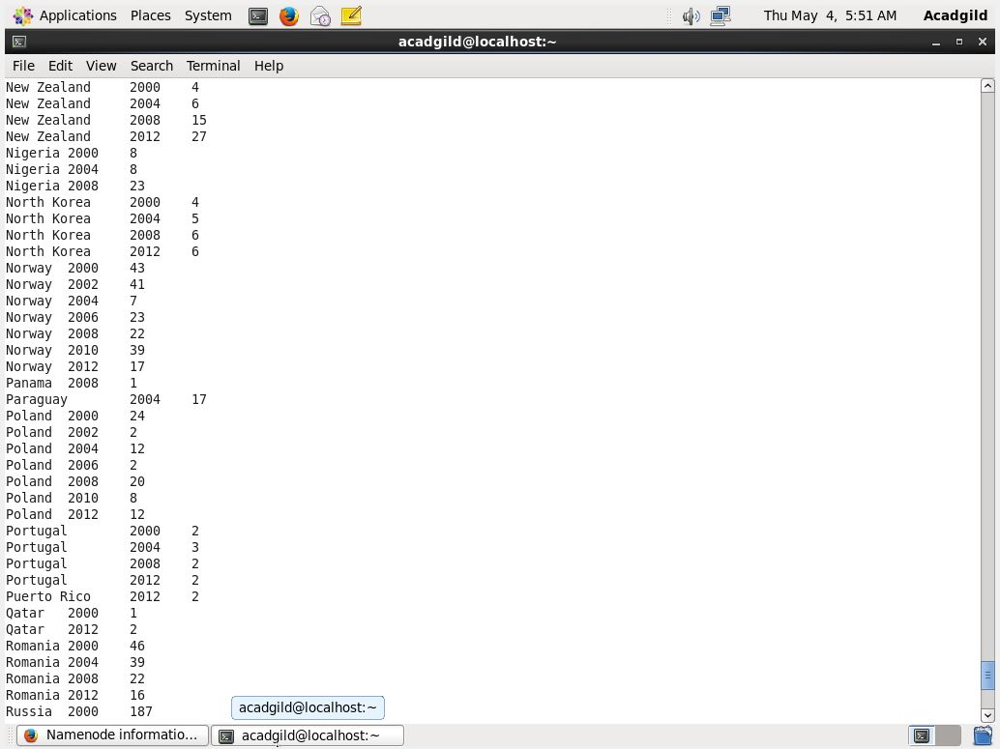 Applications Places System Thu May 4, 5:51 AM Acadgild
acadgild@localhost:~
File Edit View Search Terminal Help
New Zealand 2000 4
New Zealand 2004 6
New Zealand 2008 15
New Zealand 2012 27
Nigeria 2000 8
Nigeria 2004 8
Nigeria 2008 23
North Korea 2000 4
North Korea 2004 5
North Korea 2008 6
North Korea 2012 6
Norway 2000 43
Norway 2002 41
Norway 2004 7
Norway 2006 23
Norway 2008 22
Norway 2010 39
Norway 2012 17
Panama 2008 1
Paraguay 2004 17
Poland 2000 24
Poland 2002 2
Poland 2004 12
Poland 2006 2
Poland 2008 20
Poland 2010 8
Poland 2012 12
Portugal 2000 2
Portugal 2004 3
Portugal 2008 2
Portugal 2012 2
Puerto Rico 2012 2
Qatar 2000 1
Qatar 2012 2
Romania 2000 46
Romania 2004 39
Romania 2008 22
Romania 2012 16
Russia 2000 187
acadgild@localhost:~
Namenode informatio... acadgild@localhost:~